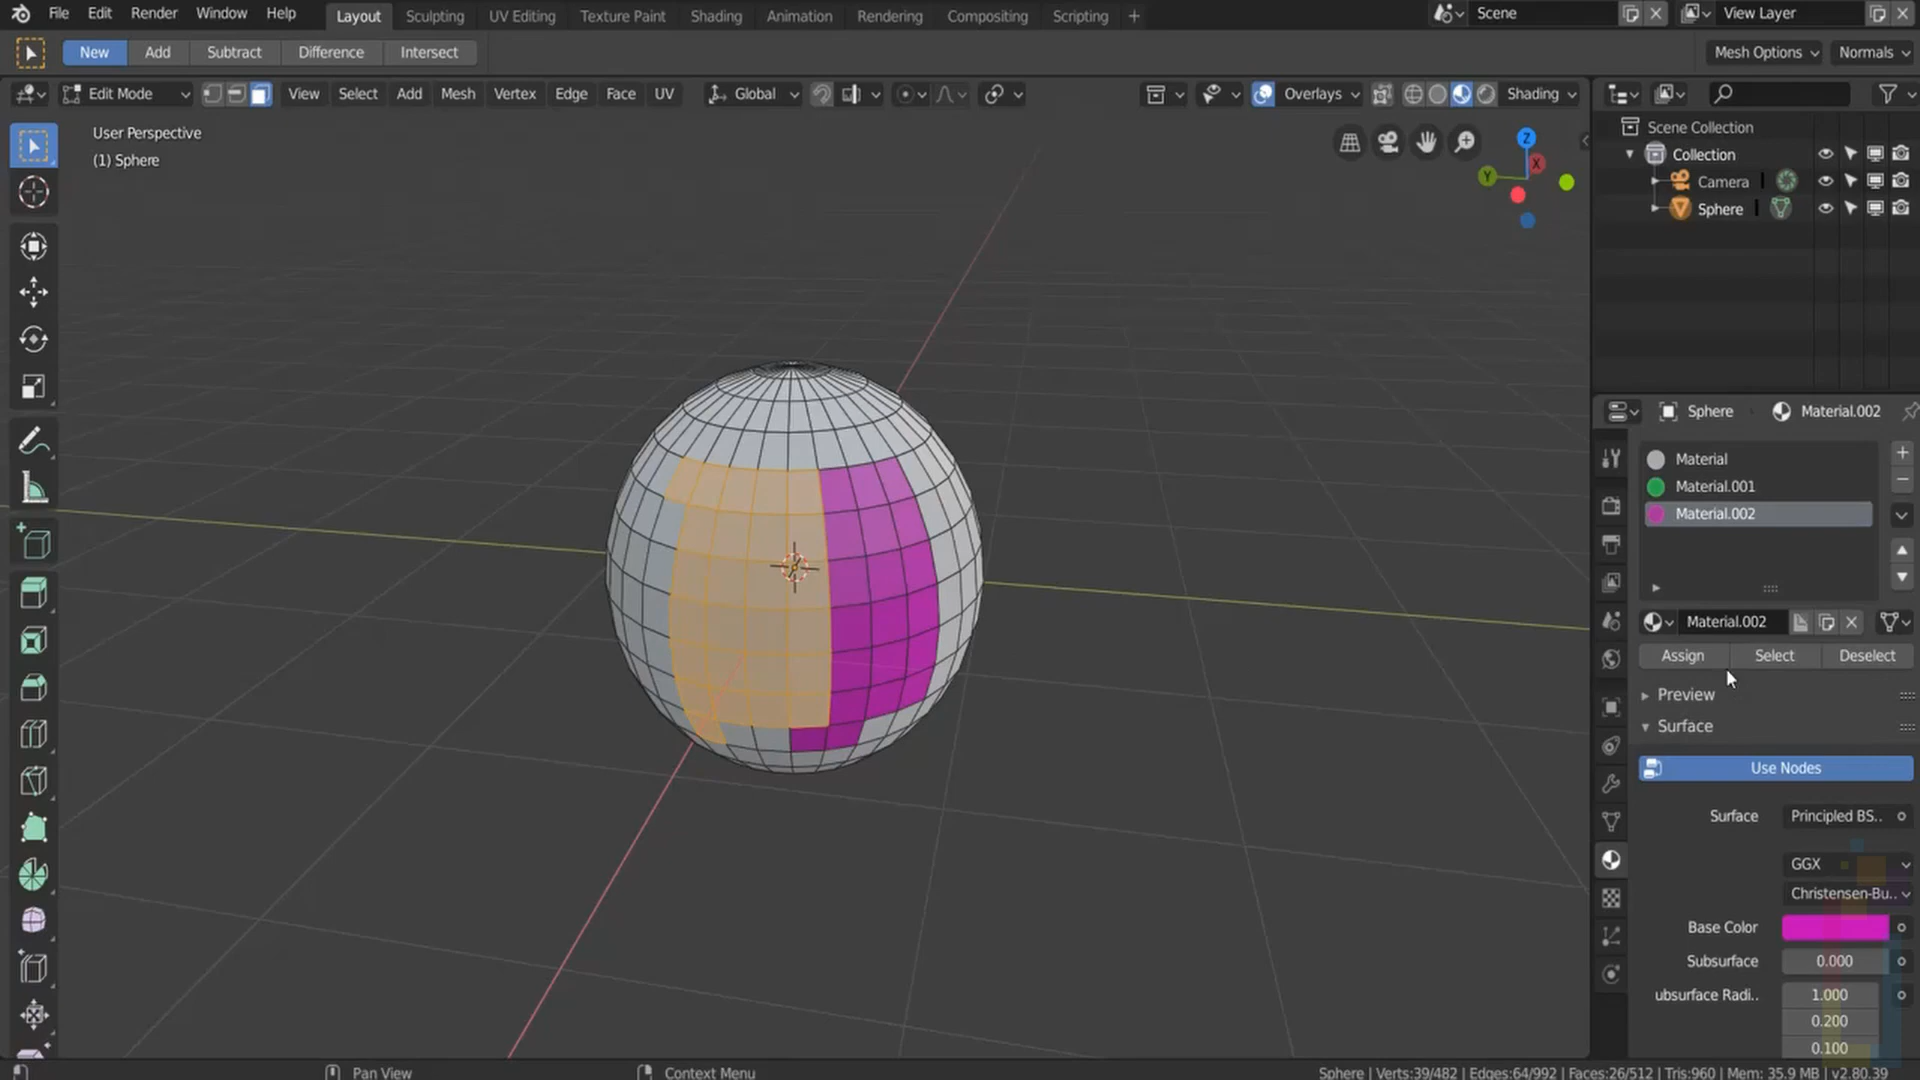 File Edit Render Window Help Layout Sculpting UV Editing Texture Paint Shading Animation Rendering Compositing Scripting + Scene View Layer
New Add Subtract Difference Intersect Mesh Options Normals
Edit Mode View Select Add Mesh Vertex Edge Face UV Global Overlays Shading
User Perspective
(1) Sphere
Z
X
Y
Scene Collection
Collection
Camera
Sphere
Sphere Material.002
Material
Material.001
Material.002
Material.002
Assign Select Deselect
Preview
Surface
Use Nodes
Surface Principled BS..
GGX
Christensen-Bu..
Base Color
Subsurface 0.000
ubsurface Radi.. 1.000
0.200
0.100
Pan View Context Menu Sphere | Verts:39/482 | Edges:64/992 | Faces:26/512 | Tris:960 | Mem: 35.9 MB | v2.80.39